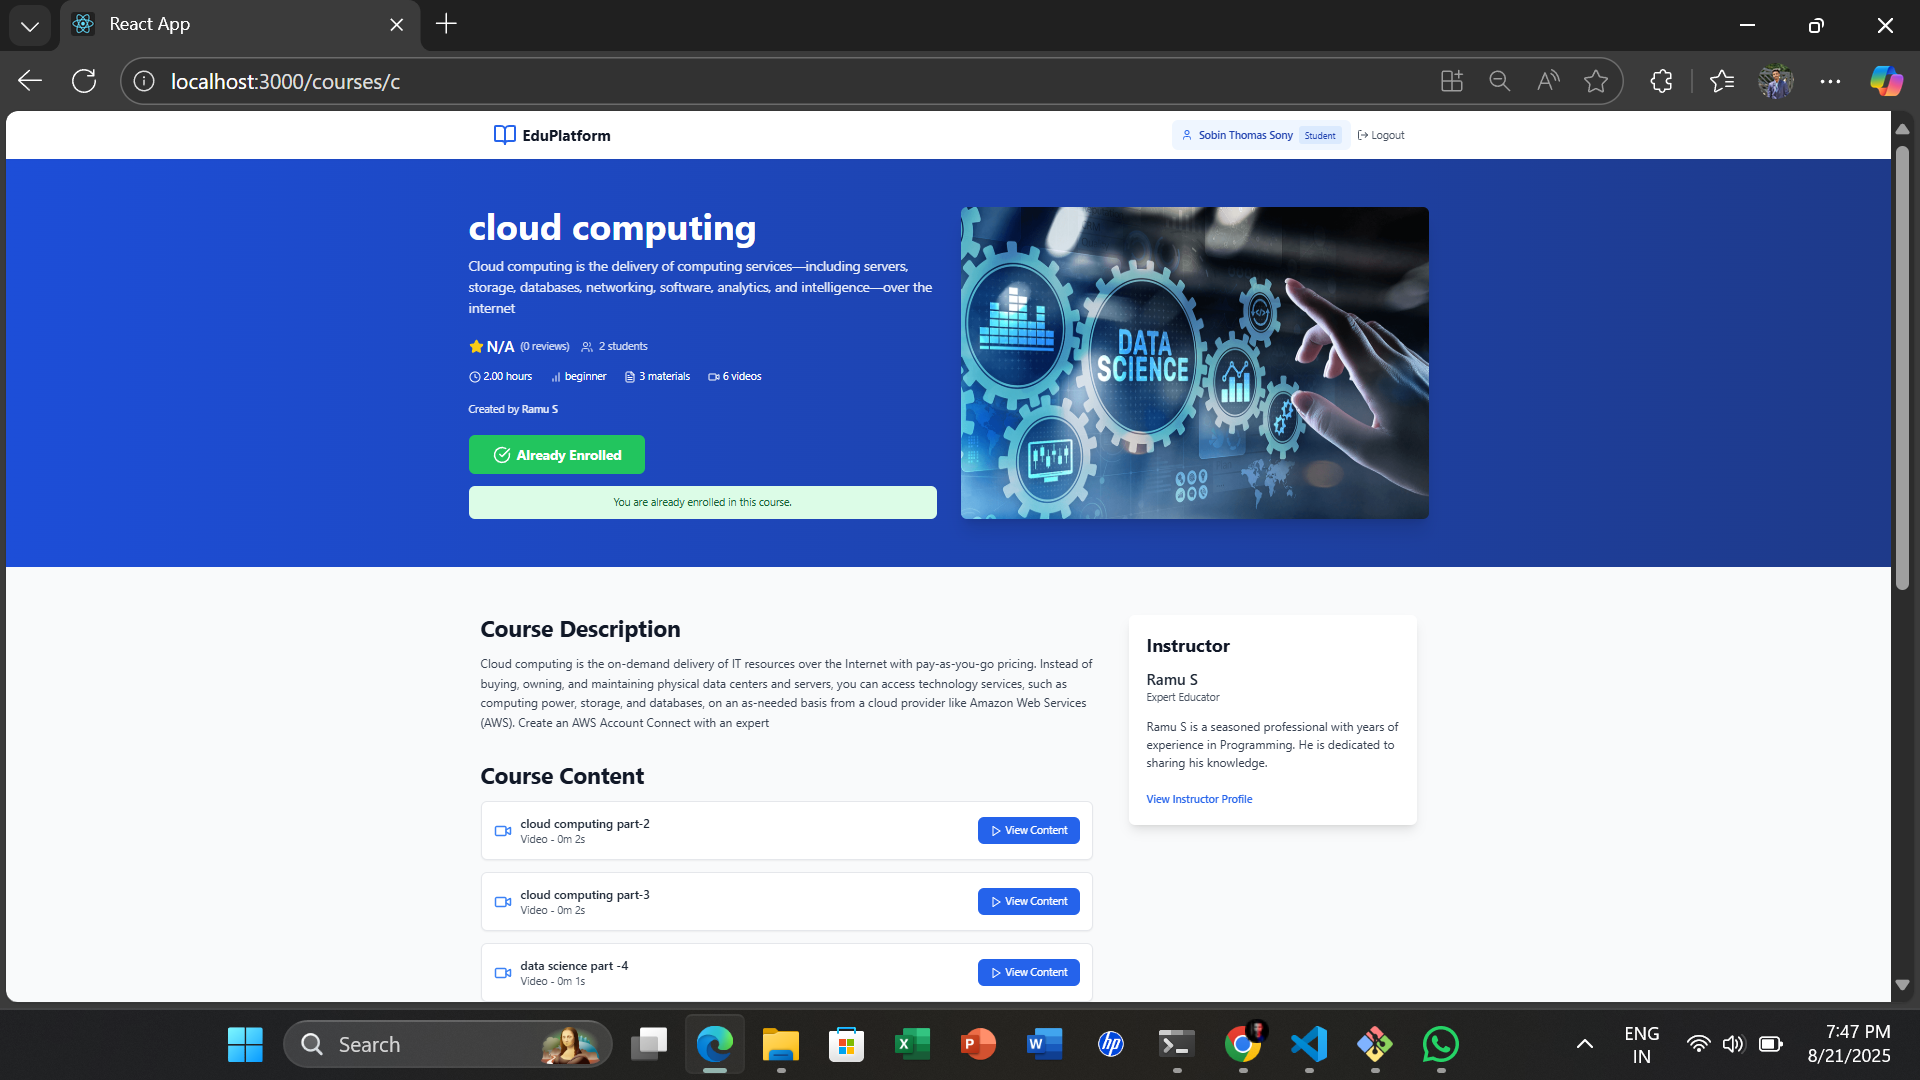 React App
localhost:3000/courses/c
EduPlatform
Sobin Thomas Sony Student Logout
cloud computing
Cloud computing is the delivery of computing services—including servers,
storage, databases, networking, software, analytics, and intelligence—over the
internet
N/A (0 reviews) 2 students
2.00 hours beginner 3 materials 6 videos
Created by Ramu S
Already Enrolled
You are already enrolled in this course.
DATA
SCIENCE
Course Description
Cloud computing is the on-demand delivery of IT resources over the Internet with pay-as-you-go pricing. Instead of
buying, owning, and maintaining physical data centers and servers, you can access technology services, such as
computing power, storage, and databases, on an as-needed basis from a cloud provider like Amazon Web Services
(AWS). Create an AWS Account Connect with an expert
Course Content
cloud computing part-2
Video - 0m 2s
View Content
cloud computing part-3
Video - 0m 2s
View Content
data science part -4
Video - 0m 1s
View Content
Instructor
Ramu S
Expert Educator
Ramu S is a seasoned professional with years of
experience in Programming. He is dedicated to
sharing his knowledge.
View Instructor Profile
Search
ENG
IN
7:47 PM
8/21/2025